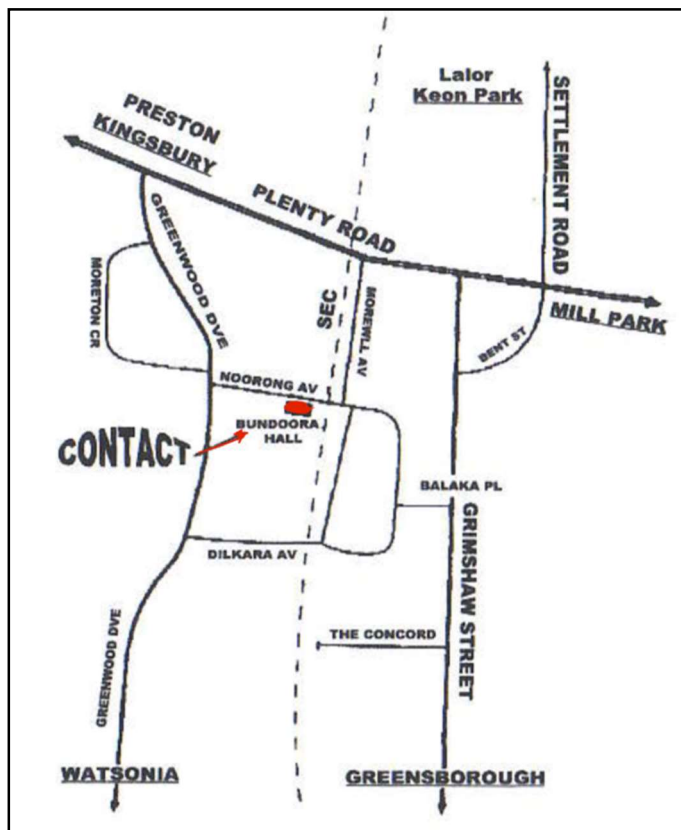 Lalor
Keon Park
SETTLEMENT ROAD
PRESTON
KINGSBURY
PLENTY ROAD
GREENWOOD DVE
MORETON CR
SEC
MOREWLL AV
MILL PARK
BENT ST
NOORONG AV
BUNDOORA
HALL
CONTACT
BALAKA PL
GRIMSHAW STREET
DILKARA AV
THE CONCORD
GREENWOOD DVE
WATSONIA
GREENSBOROUGH